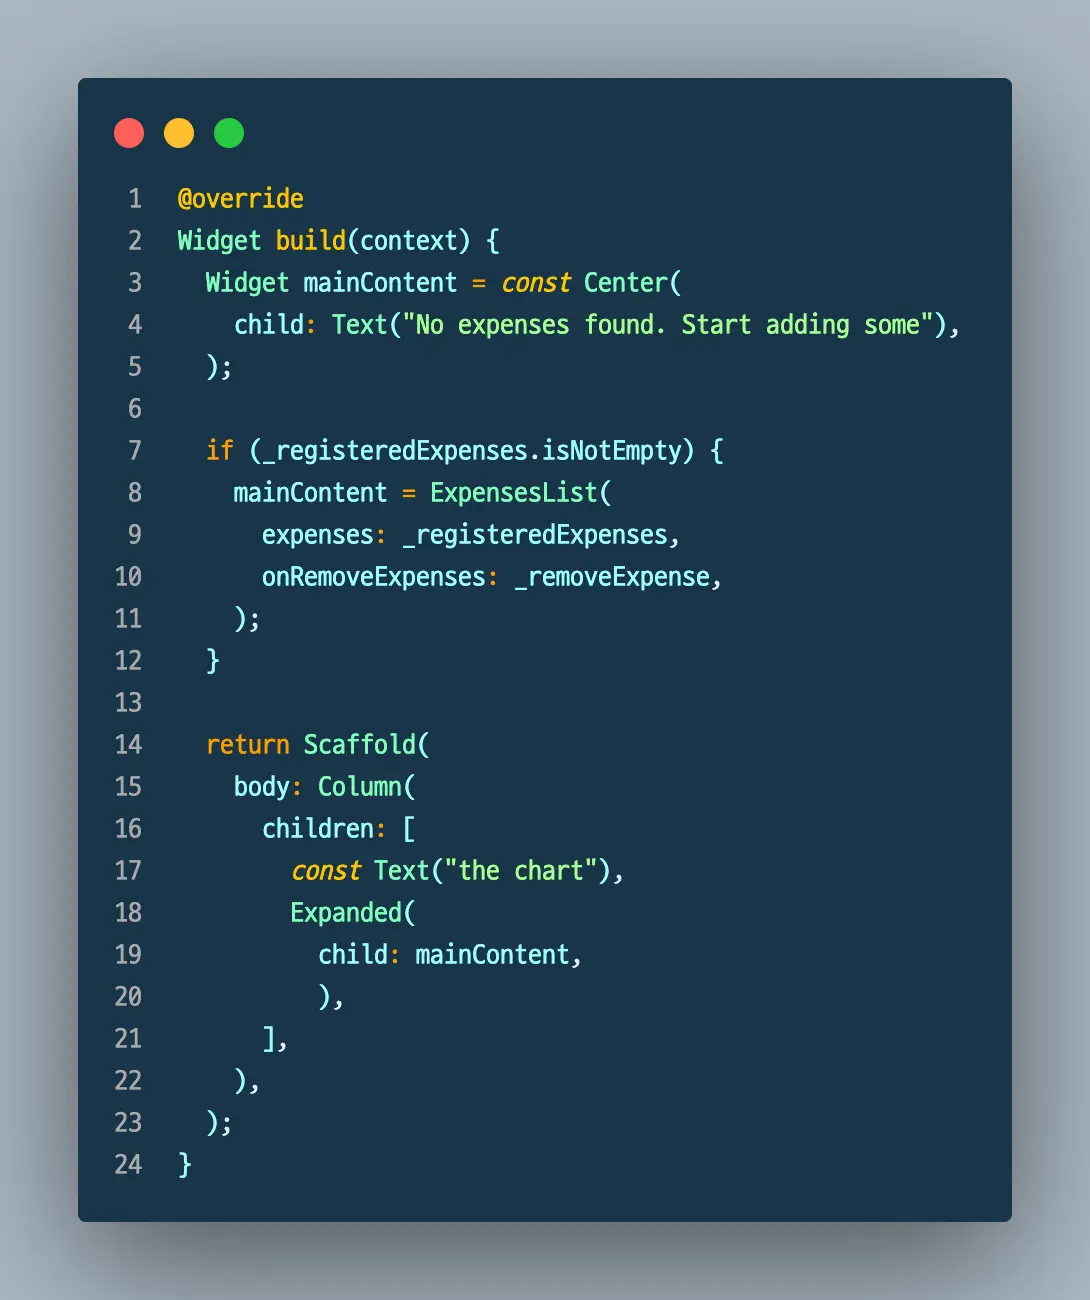 1 @override
2 Widget build(context) {
3   Widget mainContent = const Center(
4     child: Text("No expenses found. Start adding some"),
5   );
6
7   if (_registeredExpenses.isNotEmpty) {
8     mainContent = ExpensesList(
9       expenses: _registeredExpenses,
10       onRemoveExpenses: _removeExpense,
11     );
12   }
13
14   return Scaffold(
15     body: Column(
16       children: [
17         const Text("the chart"),
18         Expanded(
19           child: mainContent,
20           ),
21       ],
22     ),
23   );
24 }